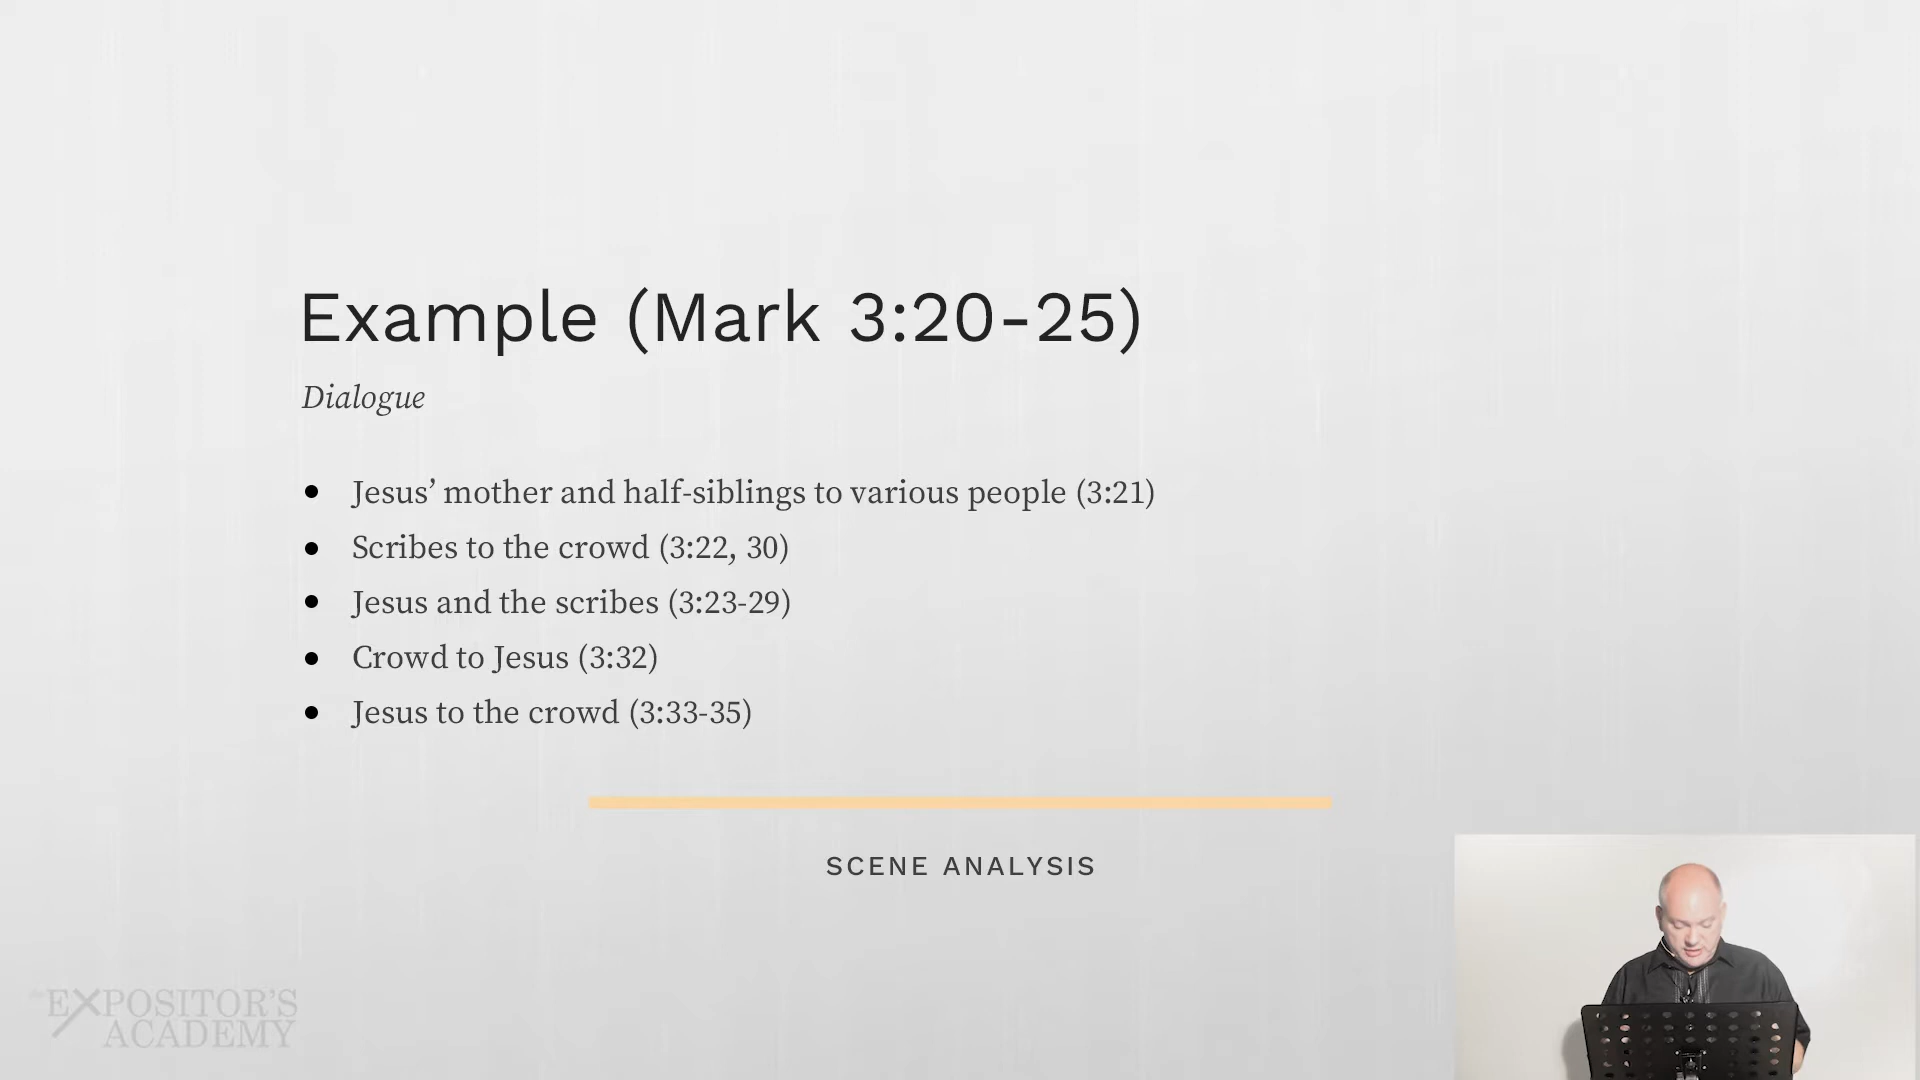 Example (Mark 3:20-25)
Dialogue
• Jesus’ mother and half-siblings to various people (3:21)
• Scribes to the crowd (3:22, 30)
• Jesus and the scribes (3:23-29)
• Crowd to Jesus (3:32)
• Jesus to the crowd (3:33-35)
SCENE ANALYSIS
EXPOSITOR’S
ACADEMY